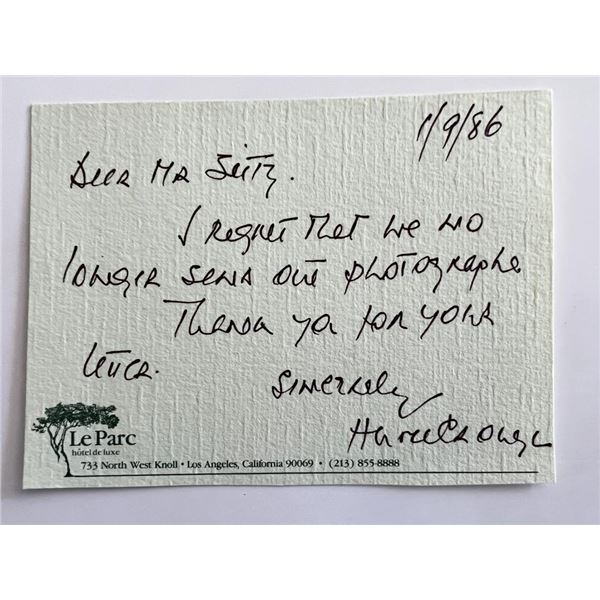 1/9/86
Dear Mr Seitz.
I regret that we no
longer send out photographs
Thank you for your
letter.
Sincerely
Le Parc
hôtel de luxe
733 North West Knoll • Los Angeles, California 90069 • (213) 855-8888